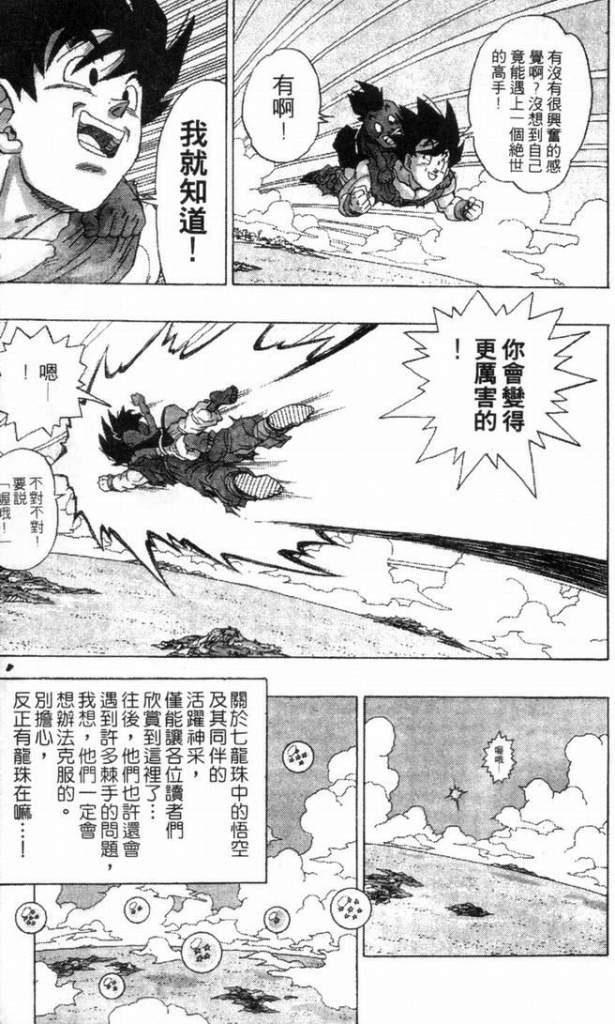 有沒有很興奮的感
覺啊?沒想到自己
竟能遇上一個絕世
的高手!
有啊!
我就知道!
你會變得
更厲害的
!
嗯—
!
不對不對!
要說
「喔哦!
喔哦…
關於七龍珠中的悟空
及其同伴的
活躍神采,
僅能讓各位讀者們
欣賞到這裡了…
往後,他們也許還會
遇到許多棘手的問題,
我想,他們一定會
想辦法克服的。
別擔心,
反正有龍珠在嘛…!